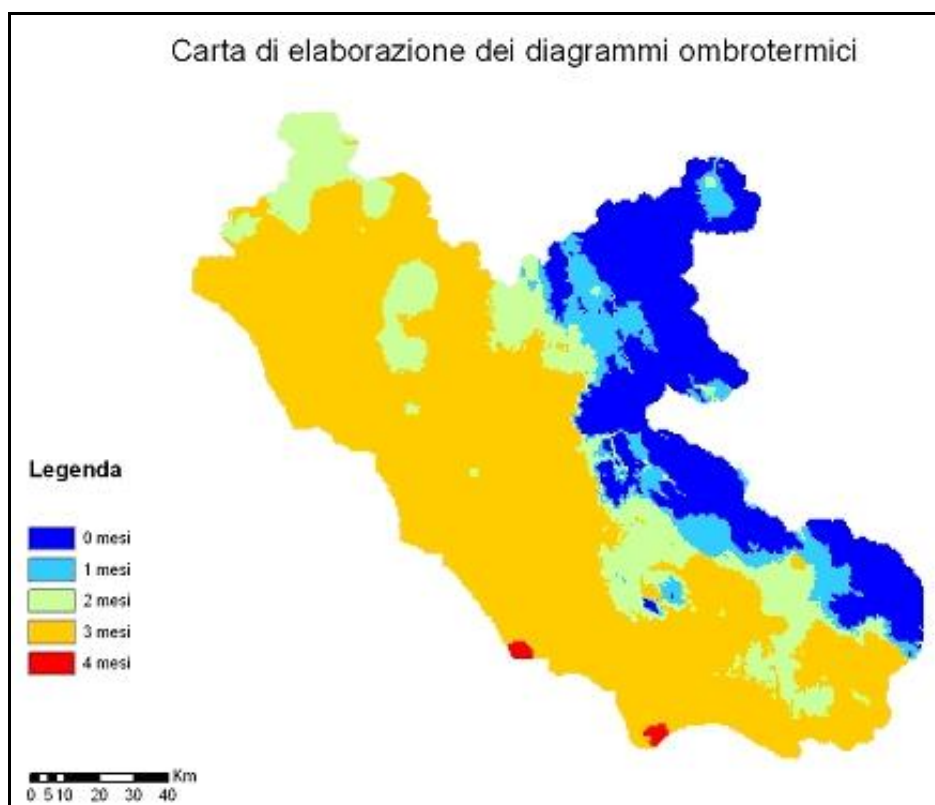 Carta di elaborazione dei diagrammi ombrotermici
Legenda
0 mesi
1 mesi
2 mesi
3 mesi
4 mesi
Km
0 5 10 20 30 40